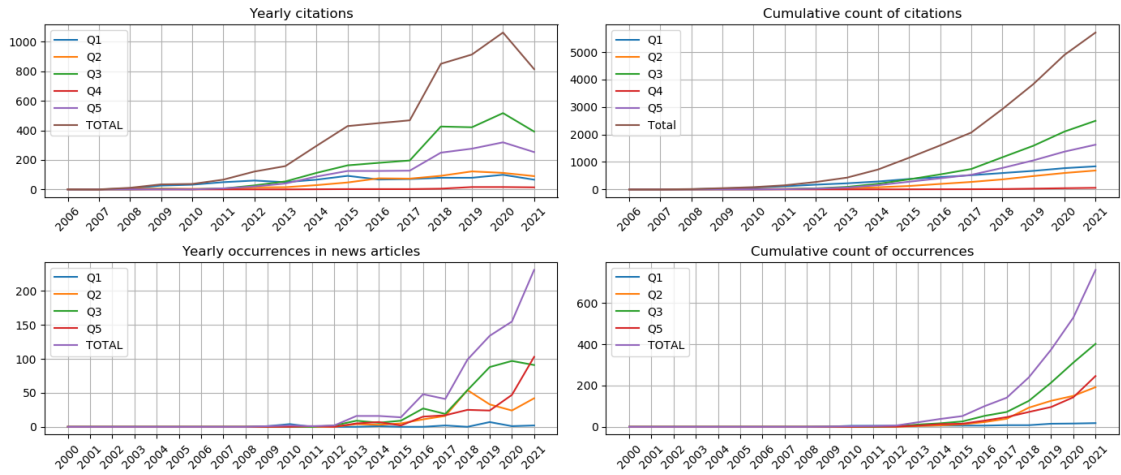 Yearly citations
1000
800
600
400
200
0
Q1
Q2
Q3
Q4
Q5
TOTAL
2006 2007 2008 2009 2010 2011 2012 2013 2014 2015 2016 2017 2018 2019 2020 2021
Cumulative count of citations
5000
4000
3000
2000
1000
0
Q1
Q2
Q3
Q4
Q5
Total
2006 2007 2008 2009 2010 2011 2012 2013 2014 2015 2016 2017 2018 2019 2020 2021
Yearly occurrences in news articles
200
150
100
50
0
Q1
Q2
Q3
Q5
TOTAL
2000 2001 2002 2003 2004 2005 2006 2007 2008 2009 2010 2011 2012 2013 2014 2015 2016 2017 2018 2019 2020 2021
Cumulative count of occurrences
600
400
200
0
Q1
Q2
Q3
Q5
TOTAL
2000 2001 2002 2003 2004 2005 2006 2007 2008 2009 2010 2011 2012 2013 2014 2015 2016 2017 2018 2019 2020 2021